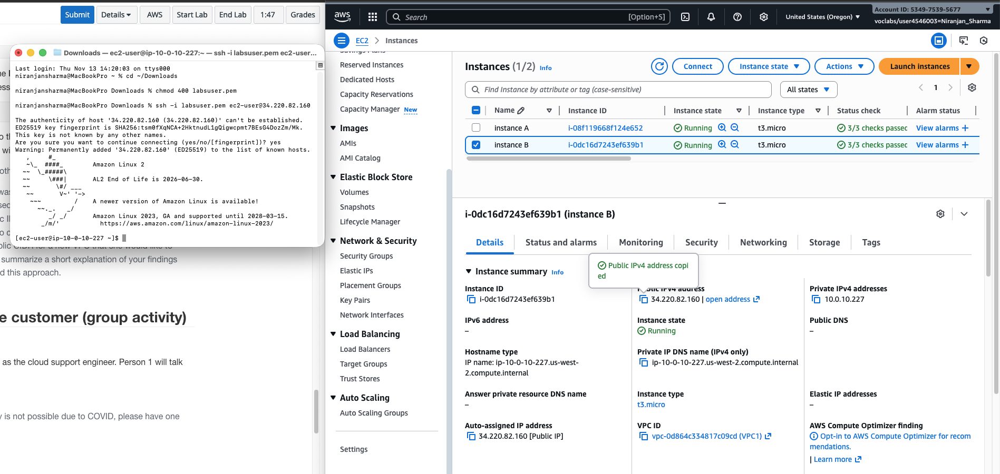 Submit
Details
AWS
Start Lab
End Lab
1:47
Grades
aws
Search
[Option+S]
United States (Oregon)
Account ID: 5349-7539-5677
voclabs/user4546003=Niranjan_Sharma
EC2
Instances
Downloads — ec2-user@ip-10-0-10-227:~ — ssh -i labsuser.pem ec2-user...
Last login: Thu Nov 13 14:20:03 on ttys000
niranjansharma@MacBookPro ~ % cd ~/Downloads
niranjansharma@MacBookPro Downloads % chmod 400 labsuser.pem
niranjansharma@MacBookPro Downloads % ssh -i labsuser.pem ec2-user@34.220.82.160
The authenticity of host '34.220.82.160 (34.220.82.160)' can't be established.
ED25519 key fingerprint is SHA256:tsm0fXqNCA+2HktnudL1gQigwcpmt7BEsG4DozZm/Mk.
This key is not known by any other names.
Are you sure you want to continue connecting (yes/no/[fingerprint])? yes
Warning: Permanently added '34.220.82.160' (ED25519) to the list of known hosts.
   ,     #_
   ~\_  ####_        Amazon Linux 2
  ~~  \_#####\
  ~~     \###|       AL2 End of Life is 2026-06-30.
  ~~       \#/ ___
   ~~       V~' '->
    ~~~         /    A newer version of Amazon Linux is available!
      ~~._.   _/
         _/ _/       Amazon Linux 2023, GA and supported until 2028-03-15.
       _/m/'           https://aws.amazon.com/linux/amazon-linux-2023/
[ec2-user@ip-10-0-10-227 ~]$
summarize a short explanation of your findings
d this approach.
e customer (group activity)
as the cloud support engineer. Person 1 will talk
y is not possible due to COVID, please have one
Savings Plans
Reserved Instances
Dedicated Hosts
Capacity Reservations
Capacity Manager New
Images
AMIs
AMI Catalog
Elastic Block Store
Volumes
Snapshots
Lifecycle Manager
Network & Security
Security Groups
Elastic IPs
Placement Groups
Key Pairs
Network Interfaces
Load Balancing
Load Balancers
Target Groups
Trust Stores
Auto Scaling
Auto Scaling Groups
Settings
Instances (1/2) Info
Connect
Instance state
Actions
Launch instances
Find Instance by attribute or tag (case-sensitive)
All states
1
Name
Instance ID
Instance state
Instance type
Status check
Alarm status
instance A
i-08f119668f124e652
Running
t3.micro
3/3 checks passec
View alarms +
instance B
i-0dc16d7243ef639b1
Running
t3.micro
3/3 checks passec
View alarms +
i-0dc16d7243ef639b1 (instance B)
Details
Status and alarms
Monitoring
Security
Networking
Storage
Tags
Public IPv4 address copi
ed
Instance summary Info
Instance ID
i-0dc16d7243ef639b1
Public IPv4 address
34.220.82.160 | open address
Private IPv4 addresses
10.0.10.227
IPv6 address
–
Instance state
Running
Public DNS
–
Hostname type
IP name: ip-10-0-10-227.us-west-
2.compute.internal
Private IP DNS name (IPv4 only)
ip-10-0-10-227.us-west-2.compute.internal
Answer private resource DNS name
–
Instance type
t3.micro
Elastic IP addresses
–
Auto-assigned IP address
34.220.82.160 [Public IP]
VPC ID
vpc-0d864c334817c09cd (VPC1)
AWS Compute Optimizer finding
Opt-in to AWS Compute Optimizer for recom
mendations.
| Learn more